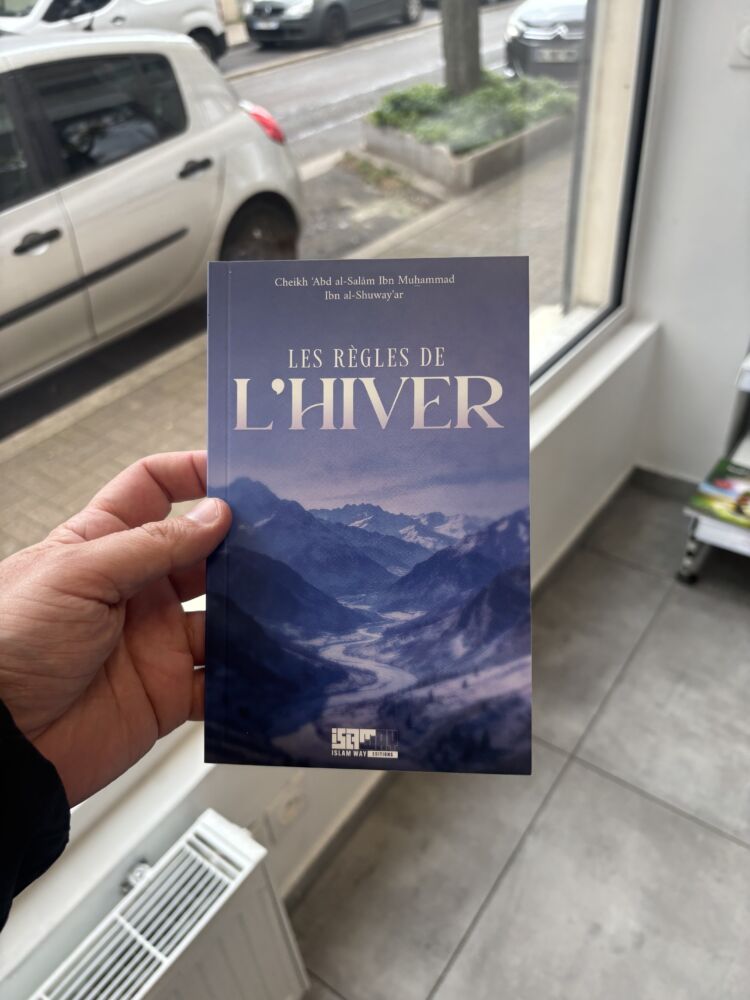 Cheikh 'Abd al-Salâm Ibn Muḥammad
Ibn al-Shuway'ar
LES RÈGLES DE
L'HIVER
ISLAM WAY EDITIONS